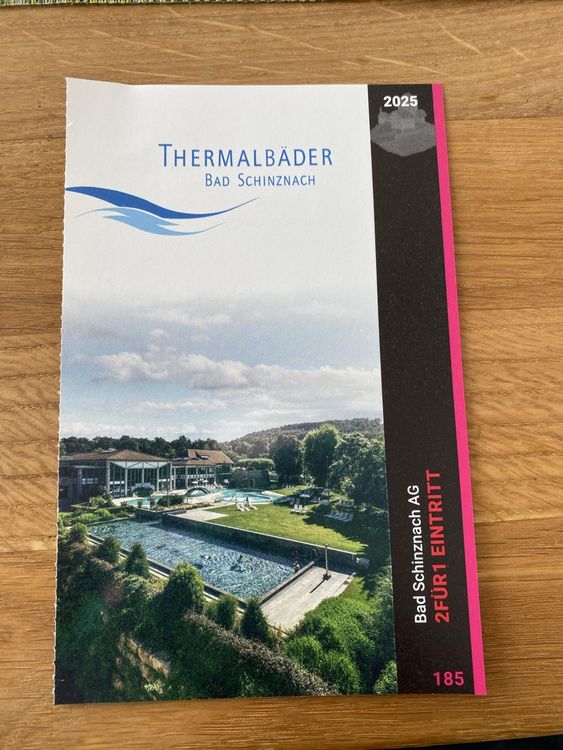 2025
THERMALBÄDER
BAD SCHINZNACH
Bad Schinznach AG
2FÜR1 EINTRITT
185